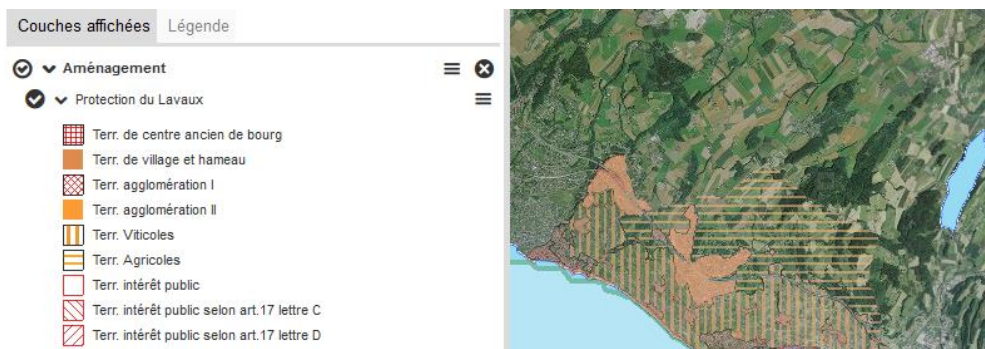 Couches affichées Légende
Aménagement
Protection du Lavaux
Terr. de centre ancien de bourg
Terr. de village et hameau
Terr. agglomération I
Terr. agglomération II
Terr. Viticoles
Terr. Agricoles
Terr. intérêt public
Terr. intérêt public selon art.17 lettre C
Terr. intérêt public selon art.17 lettre D